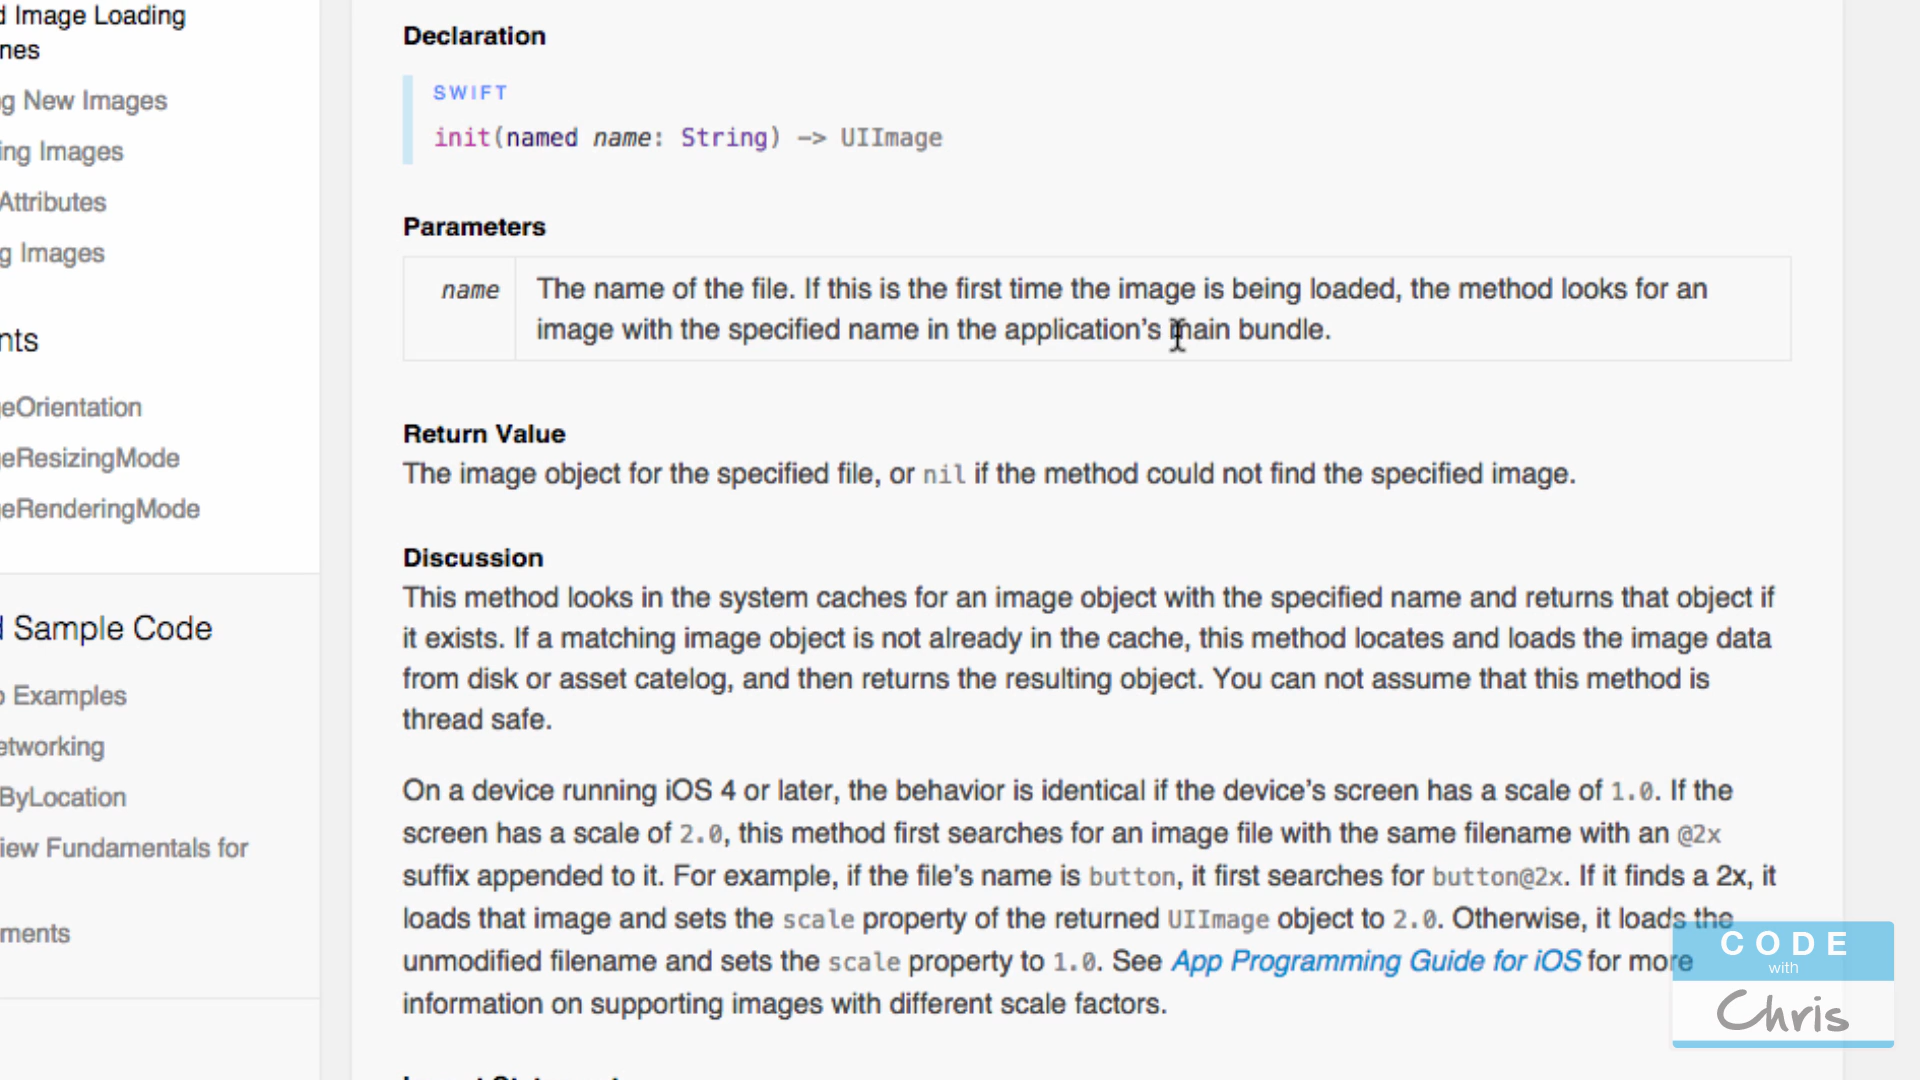 d Image Loading
nes
g New Images
ing Images
Attributes
g Images
nts
eOrientation
eResizingMode
eRenderingMode
d Sample Code
o Examples
etworking
ByLocation
iew Fundamentals for
ments
Declaration
SWIFT
init(named name: String) -> UIImage
Parameters
name
The name of the file. If this is the first time the image is being loaded, the method looks for an
image with the specified name in the application's main bundle.
Return Value
The image object for the specified file, or nil if the method could not find the specified image.
Discussion
This method looks in the system caches for an image object with the specified name and returns that object if
it exists. If a matching image object is not already in the cache, this method locates and loads the image data
from disk or asset catelog, and then returns the resulting object. You can not assume that this method is
thread safe.
On a device running iOS 4 or later, the behavior is identical if the device's screen has a scale of 1.0. If the
screen has a scale of 2.0, this method first searches for an image file with the same filename with an @2x
suffix appended to it. For example, if the file's name is button, it first searches for button@2x. If it finds a 2x, it
loads that image and sets the scale property of the returned UIImage object to 2.0. Otherwise, it loads the
unmodified filename and sets the scale property to 1.0. See App Programming Guide for iOS for more
information on supporting images with different scale factors.
CODE
with
Chris